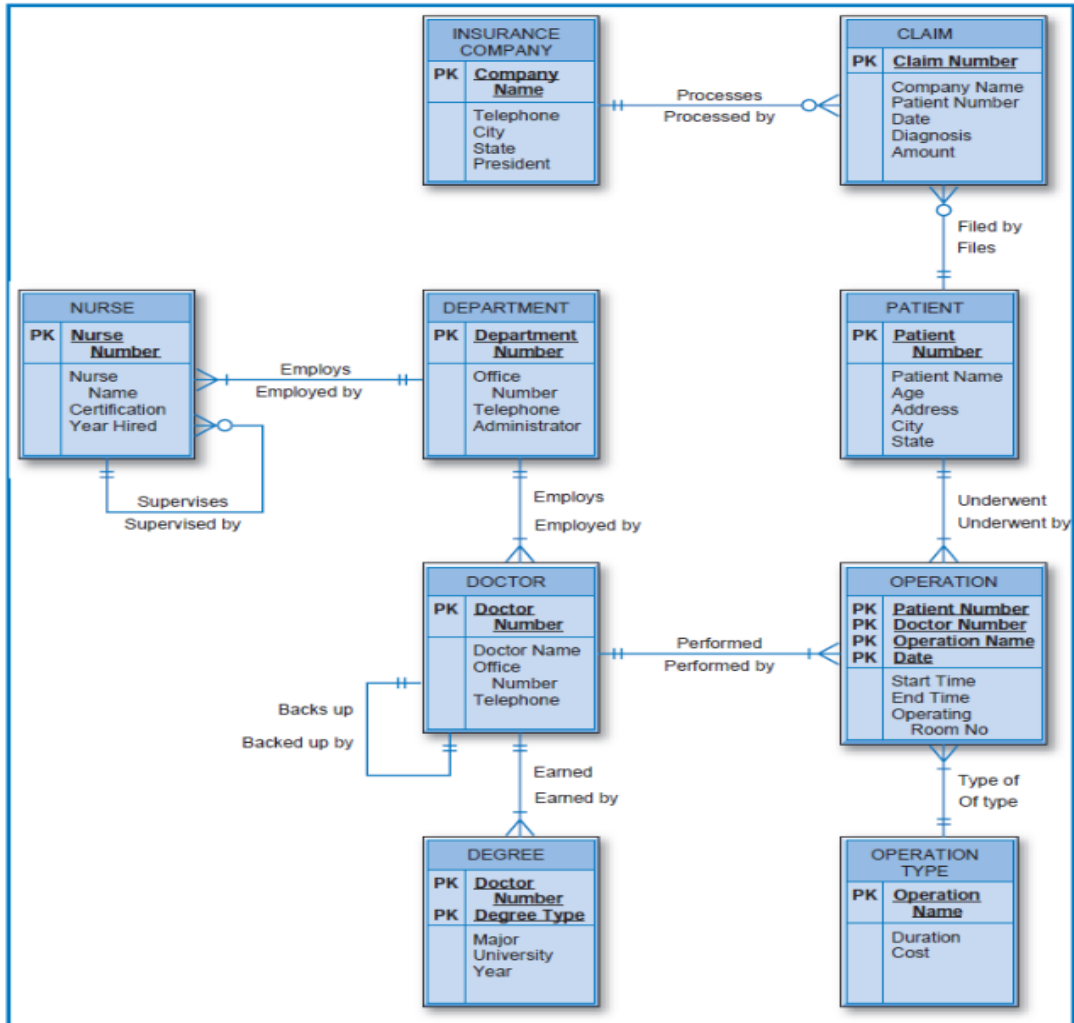 INSURANCE
COMPANY
PK Company
Name
Telephone
City
State
President
Processes
Processed by
CLAIM
PK Claim Number
Company Name
Patient Number
Date
Diagnosis
Amount
Filed by
Files
NURSE
PK Nurse
Number
Nurse
Name
Certification
Year Hired
Supervises
Supervised by
Employs
Employed by
DEPARTMENT
PK Department
Number
Office
Number
Telephone
Administrator
Employs
Employed by
PATIENT
PK Patient
Number
Patient Name
Age
Address
City
State
Underwent
Underwent by
DOCTOR
PK Doctor
Number
Doctor Name
Office
Number
Telephone
Backs up
Backed up by
Performed
Performed by
OPERATION
PK Patient Number
PK Doctor Number
PK Operation Name
PK Date
Start Time
End Time
Operating
Room No
Earned
Earned by
Type of
Of type
DEGREE
PK Doctor
Number
PK Degree Type
Major
University
Year
OPERATION
TYPE
PK Operation
Name
Duration
Cost